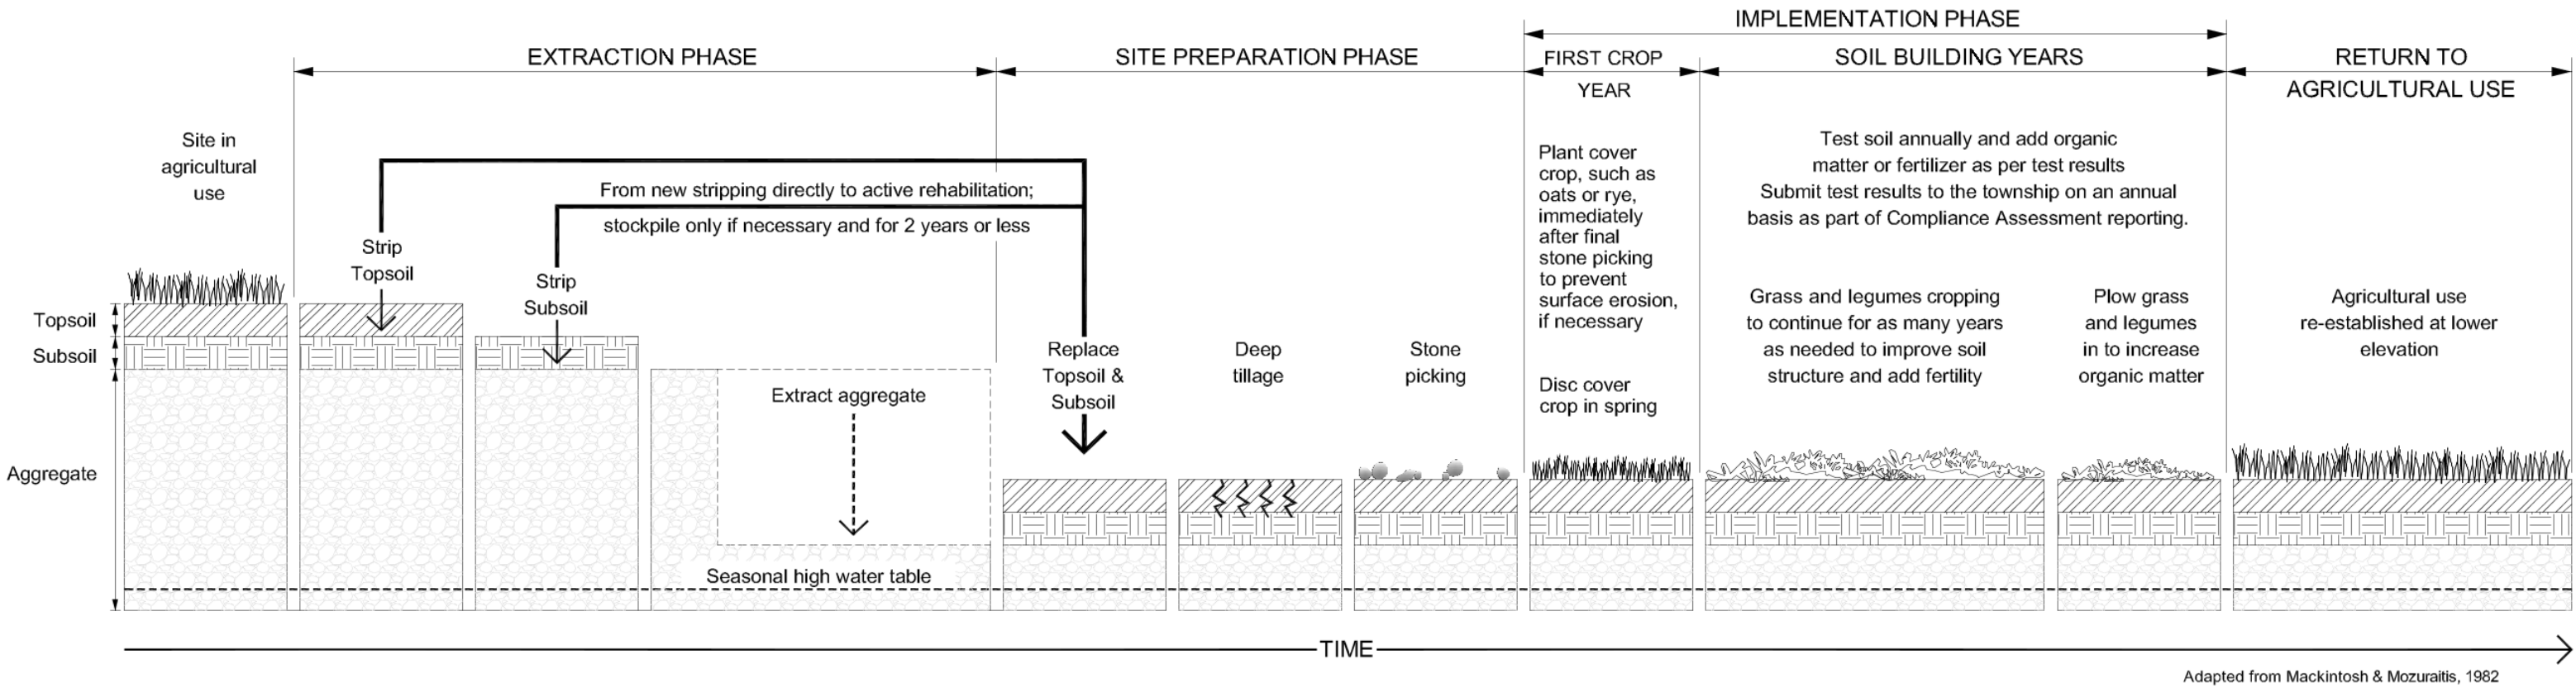 IMPLEMENTATION PHASE
EXTRACTION PHASE
SITE PREPARATION PHASE
FIRST CROP
YEAR
SOIL BUILDING YEARS
RETURN TO
AGRICULTURAL USE
Site in
agricultural
use
Strip
Topsoil
From new stripping directly to active rehabilitation;
stockpile only if necessary and for 2 years or less
Strip
Subsoil
Topsoil
Subsoil
Aggregate
Extract aggregate
Seasonal high water table
Replace
Topsoil &
Subsoil
Deep
tillage
Stone
picking
Plant cover
crop, such as
oats or rye,
immediately
after final
stone picking
to prevent
surface erosion,
if necessary
Disc cover
crop in spring
Test soil annually and add organic
matter or fertilizer as per test results
Submit test results to the township on an annual
basis as part of Compliance Assessment reporting.
Grass and legumes cropping
to continue for as many years
as needed to improve soil
structure and add fertility
Plow grass
and legumes
in to increase
organic matter
Agricultural use
re-established at lower
elevation
TIME
Adapted from Mackintosh & Mozuraitis, 1982